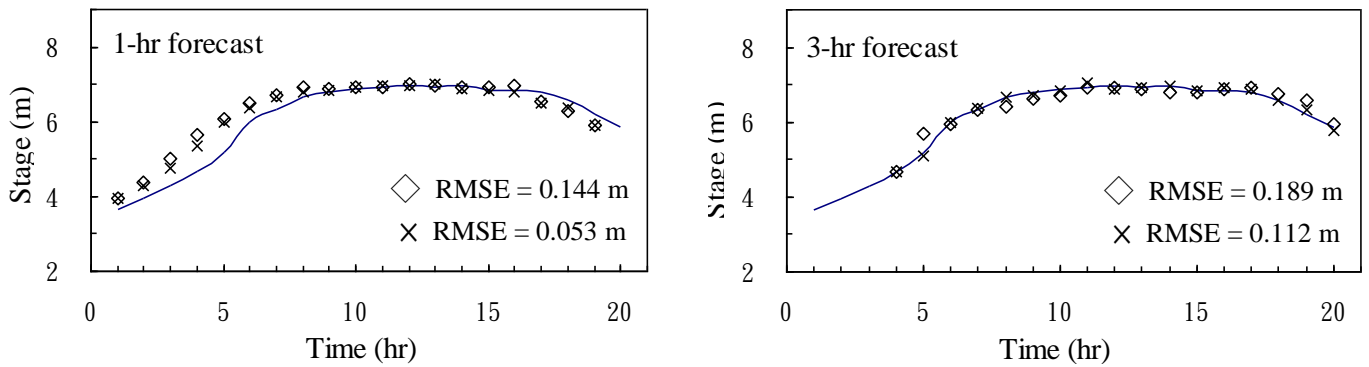 8
1-hr forecast
6
Stage (m)
4
2
◇ RMSE = 0.144 m
× RMSE = 0.053 m
0 5 10 15 20
Time (hr)
8
3-hr forecast
6
Stage (m)
4
2
◇ RMSE = 0.189 m
× RMSE = 0.112 m
0 5 10 15 20
Time (hr)